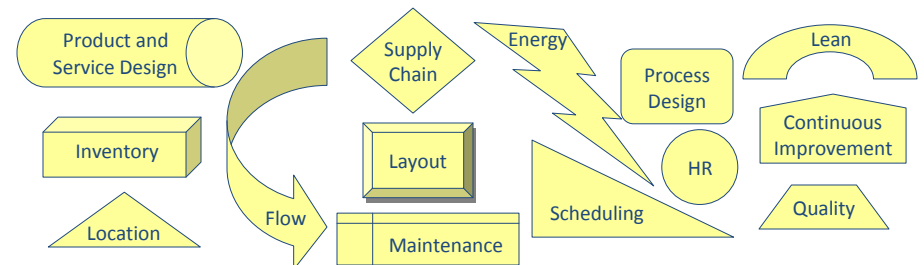 Product and
Service Design
Supply
Chain
Energy
Process
Design
Lean
Inventory
Layout
HR
Continuous
Improvement
Location
Flow
Maintenance
Scheduling
Quality